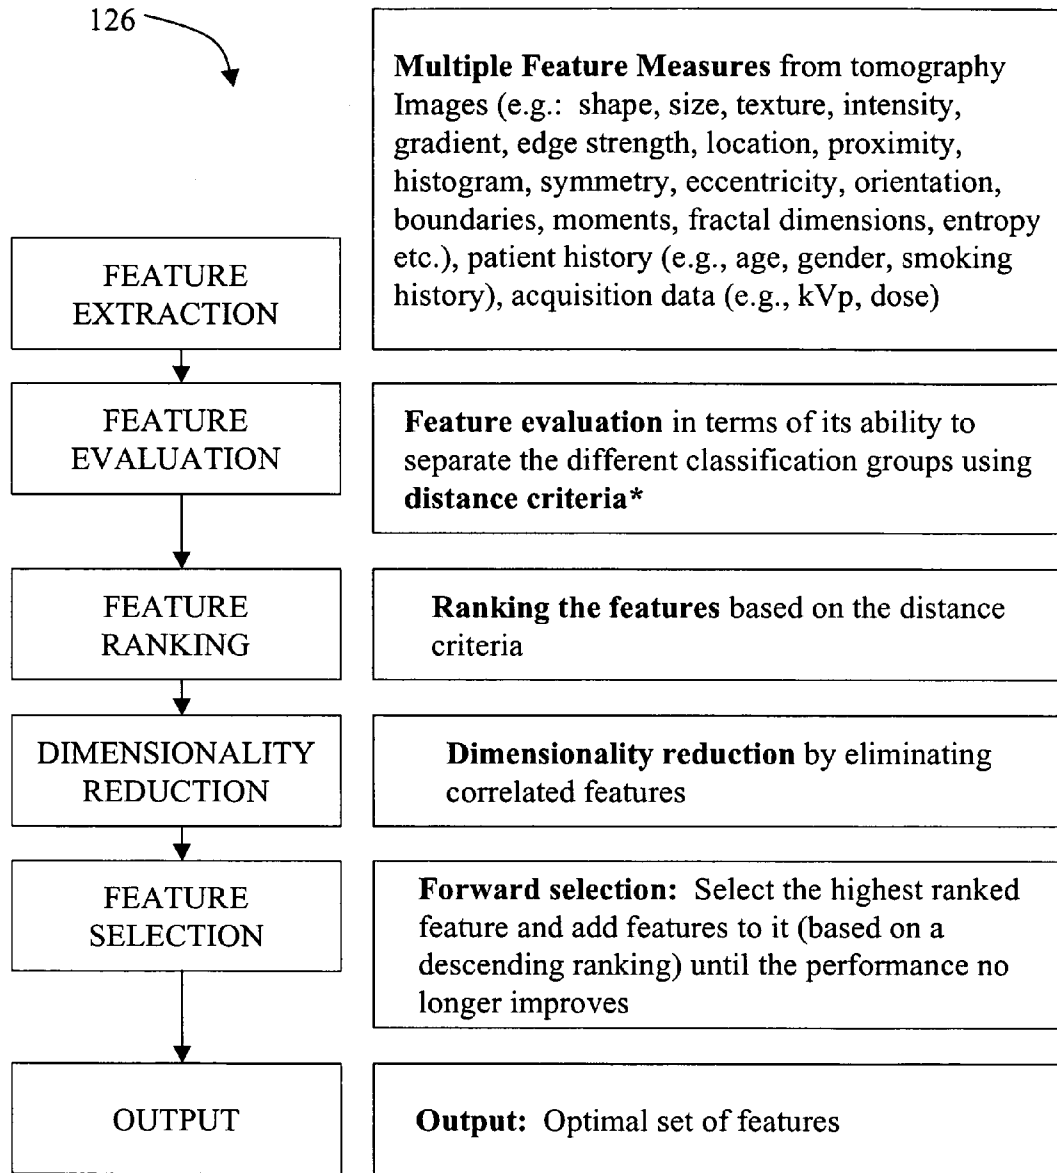 126
Multiple Feature Measures from tomography
Images (e.g.: shape, size, texture, intensity,
gradient, edge strength, location, proximity,
histogram, symmetry, eccentricity, orientation,
boundaries, moments, fractal dimensions, entropy
etc.), patient history (e.g., age, gender, smoking
history), acquisition data (e.g., kVp, dose)
FEATURE
EXTRACTION
FEATURE
EVALUATION
Feature evaluation in terms of its ability to
separate the different classification groups using
distance criteria*
FEATURE
RANKING
Ranking the features based on the distance
criteria
DIMENSIONALITY
REDUCTION
Dimensionality reduction by eliminating
correlated features
FEATURE
SELECTION
Forward selection: Select the highest ranked
feature and add features to it (based on a
descending ranking) until the performance no
longer improves
OUTPUT
Output: Optimal set of features